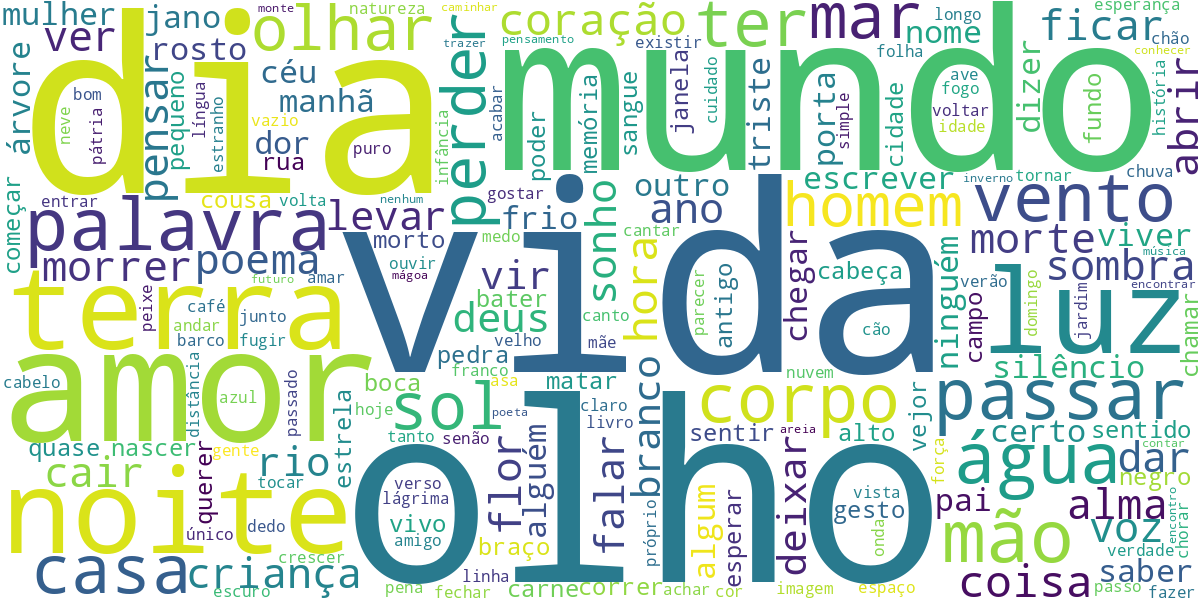 dia
mundo
vida
olho
amor
noite
terra
luz
palavra
casa
olhar
coração
ter
mar
nome
ficar
mulher
jano
ver
rosto
natureza
monte
caminhar
trazer
pensamento
existir
longo
folha
esperança
chão
conhecer
árvore
neve
bom
pátria
pensar
pequeno
língua
estranho
vazio
céu
manhã
dor
rua
puro
infância
perder
acabar
poder
memória
sangue
janela
cuidado
triste
porta
simple
cidade
ave
fogo
voltar
idade
dizer
fundo
história
abrir
começar
entrar
cousa
volta
nenhum
gostar
levar
frio
morto
medo
ouvir
mágoa
morrer
poema
futuro
amar
sonho
outro
ano
cantar
hora
homem
escrever
inverno
tornar
chuva
vento
morte
viver
música
sombra
encontrar
vir
bater
deus
canto
velho
mãe
parecer
antigo
chegar
cabeça
cão
ninguém
campo
verão
domingo
jardim
chamar
peixe
café
andar
barco
junto
fugir
pedra
franco
asa
matar
nuvem
silêncio
cabelo
distância
azul
passado
estrela
boca
hoje
sol
poeta
claro
livro
branco
corpo
sentir
areia
alto
vejor
passar
certo
sentido
contar
quase
nascer
gente
cair
tocar
rio
querer
único
dedo
tanto
senão
verso
lágrima
vivo
amigo
flor
alguém
falar
próprio
algum
esperar
deixar
vista
gesto
onda
força
água
dar
negro
pai
alma
voz
encontro
chorar
verdade
mão
saber
coisa
passo
fazer
criança
escuro
crescer
pena
fechar
linha
braço
carne
correr
achar
cor
imagem
espaço